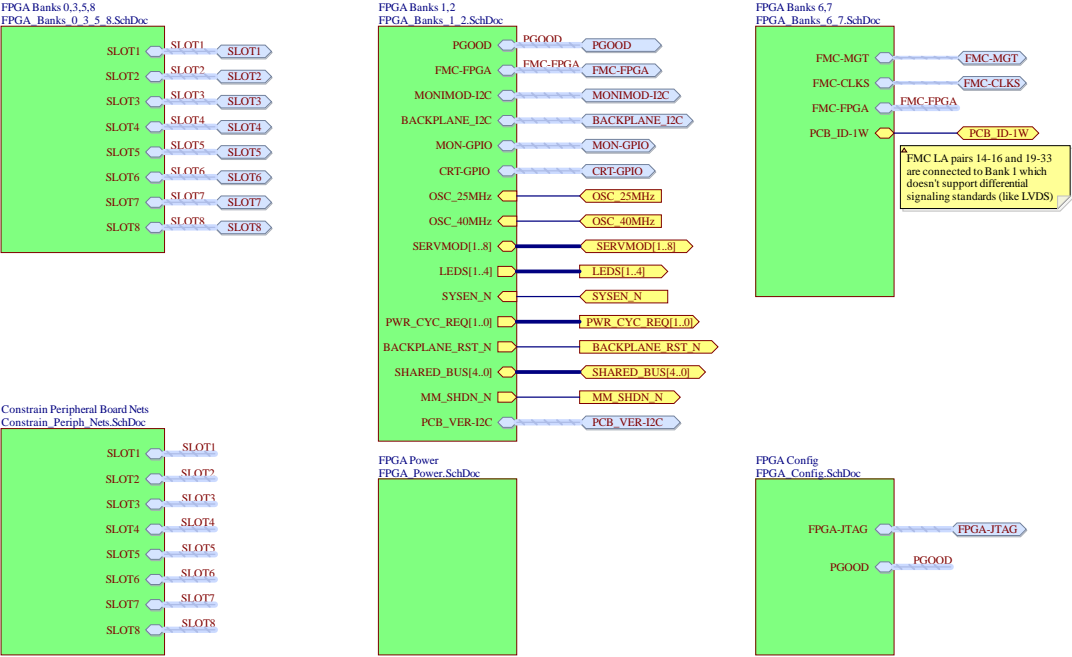 FPGA Banks 0,3,5,8
FPGA_Banks_0_3_5_8.SchDoc
SLOT1 SLOT1 SLOT1
SLOT2 SLOT2 SLOT2
SLOT3 SLOT3 SLOT3
SLOT4 SLOT4 SLOT4
SLOT5 SLOT5 SLOT5
SLOT6 SLOT6 SLOT6
SLOT7 SLOT7 SLOT7
SLOT8 SLOT8 SLOT8
FPGA Banks 1,2
FPGA_Banks_1_2.SchDoc
PGOOD PGOOD PGOOD
FMC-FPGA FMC-FPGA FMC-FPGA
MONIMOD-I2C MONIMOD-I2C
BACKPLANE_I2C BACKPLANE_I2C
MON-GPIO MON-GPIO
CRT-GPIO CRT-GPIO
OSC_25MHz OSC_25MHz
OSC_40MHz OSC_40MHz
SERVMOD[1..8] SERVMOD[1..8]
LEDS[1..4] LEDS[1..4]
SYSEN_N SYSEN_N
PWR_CYC_REQ[1..0] PWR_CYC_REQ[1..0]
BACKPLANE_RST_N BACKPLANE_RST_N
SHARED_BUS[4..0] SHARED_BUS[4..0]
MM_SHDN_N MM_SHDN_N
PCB_VER-I2C PCB_VER-I2C
FPGA Banks 6,7
FPGA_Banks_6_7.SchDoc
FMC-MGT FMC-MGT
FMC-CLKS FMC-CLKS
FMC-FPGA FMC-FPGA
PCB_ID-1W PCB_ID-1W
FMC LA pairs 14-16 and 19-33
are connected to Bank 1 which
doesn't support differential
signaling standards (like LVDS)
Constrain Peripheral Board Nets
Constrain_Periph_Nets.SchDoc
SLOT1 SLOT1
SLOT2 SLOT2
SLOT3 SLOT3
SLOT4 SLOT4
SLOT5 SLOT5
SLOT6 SLOT6
SLOT7 SLOT7
SLOT8 SLOT8
FPGA Power
FPGA_Power.SchDoc
FPGA Config
FPGA_Config.SchDoc
FPGA-JTAG FPGA-JTAG
PGOOD PGOOD